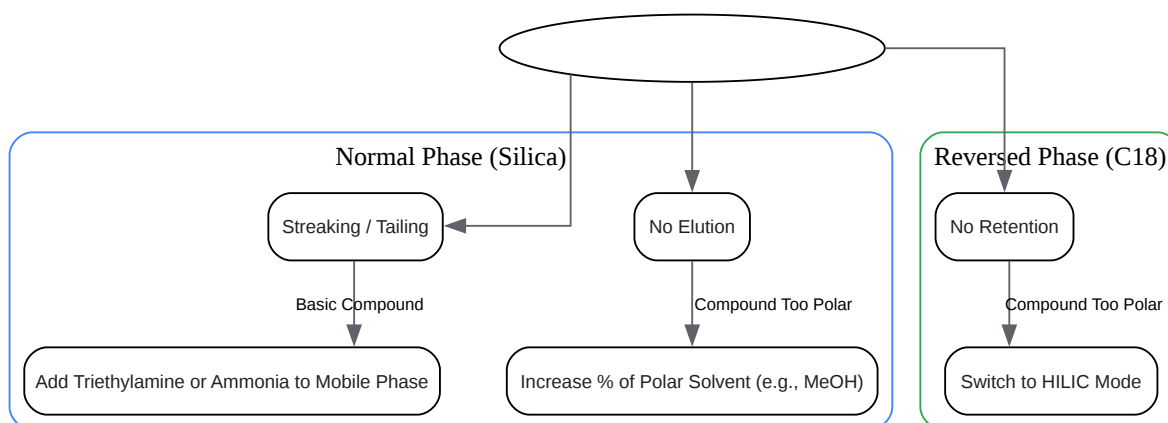 Normal Phase (Silica)
Reversed Phase (C18)
Streaking / Tailing
No Elution
No Retention
Basic Compound
Compound Too Polar
Compound Too Polar
Add Triethylamine or Ammonia to Mobile Phase
Increase % of Polar Solvent (e.g., MeOH)
Switch to HILIC Mode